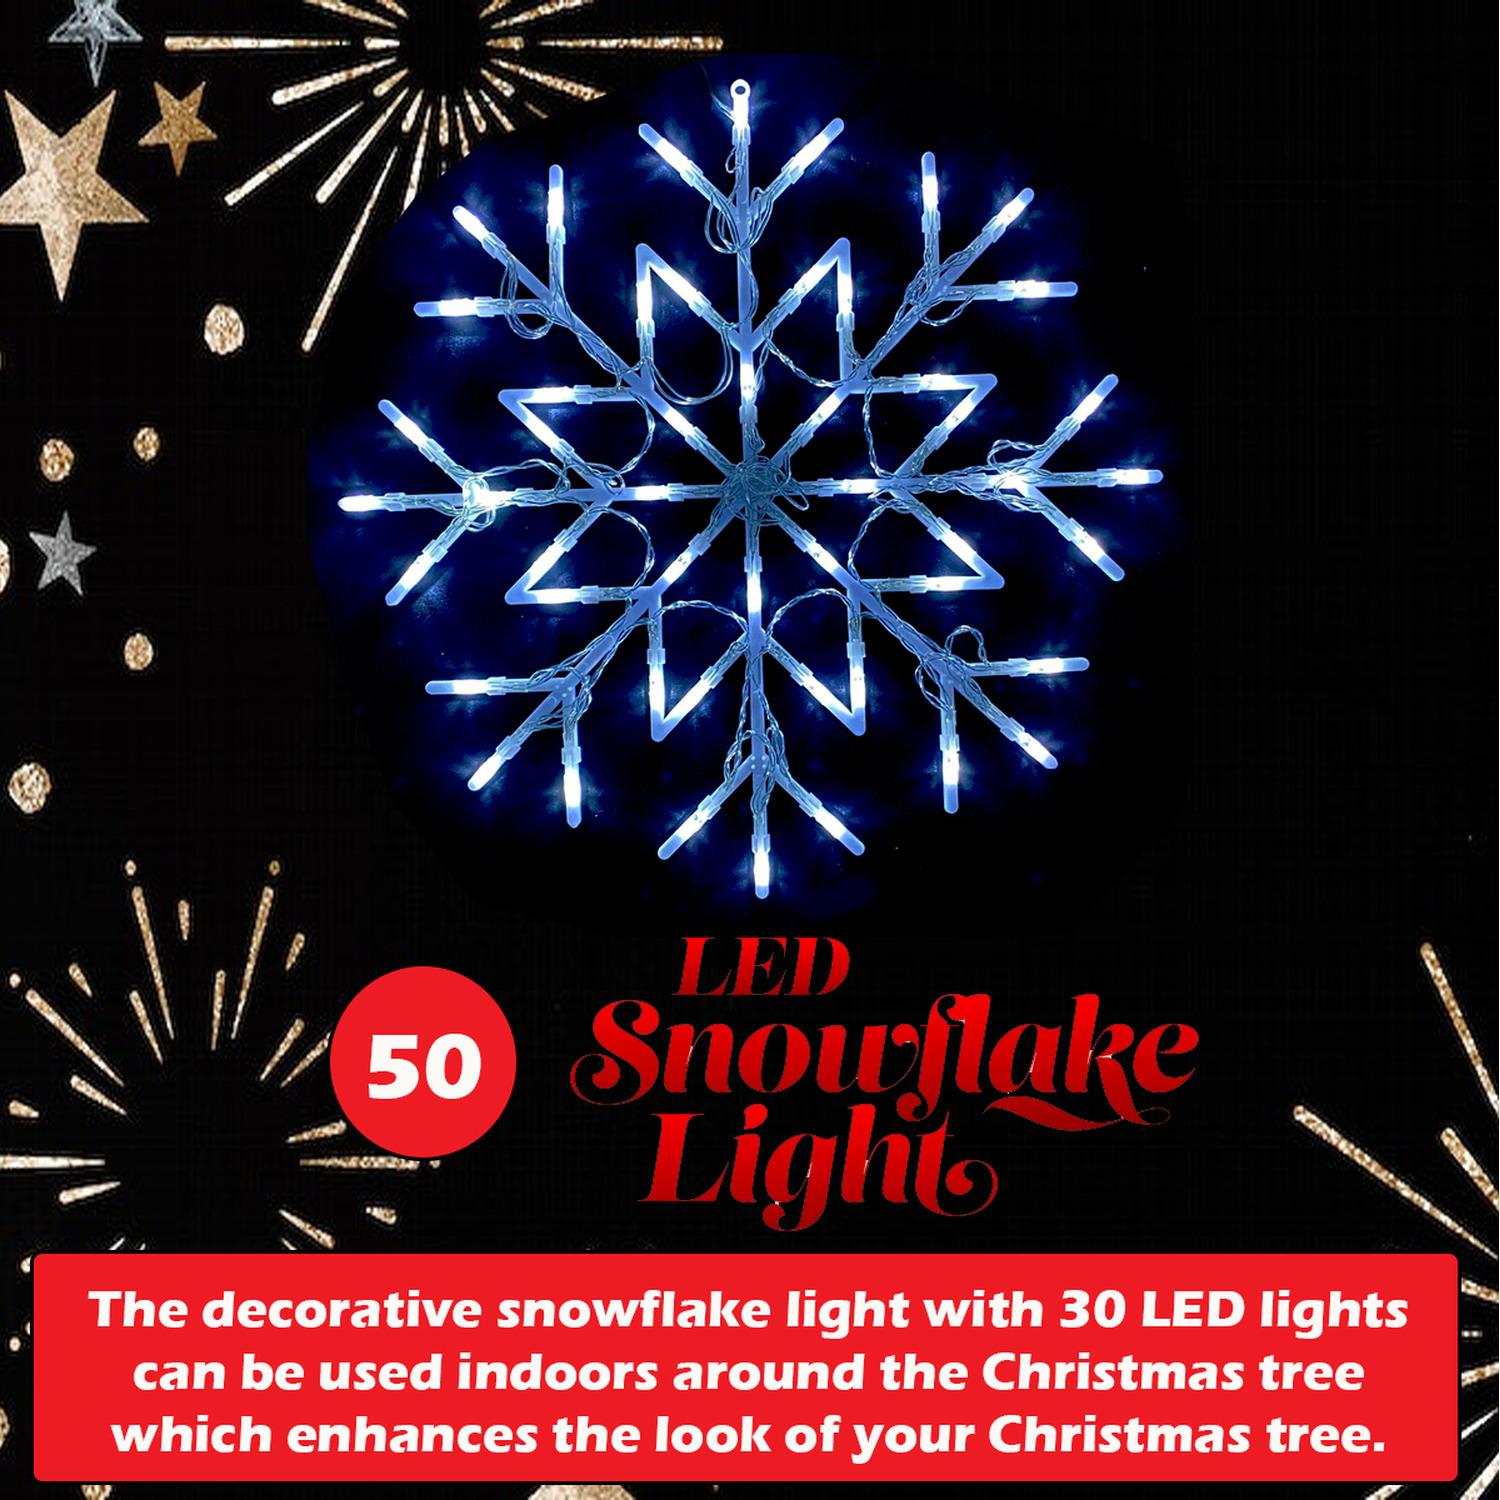 50
LED
Snowflake
Light
The decorative snowflake light with 30 LED lights
can be used indoors around the Christmas tree
which enhances the look of your Christmas tree.